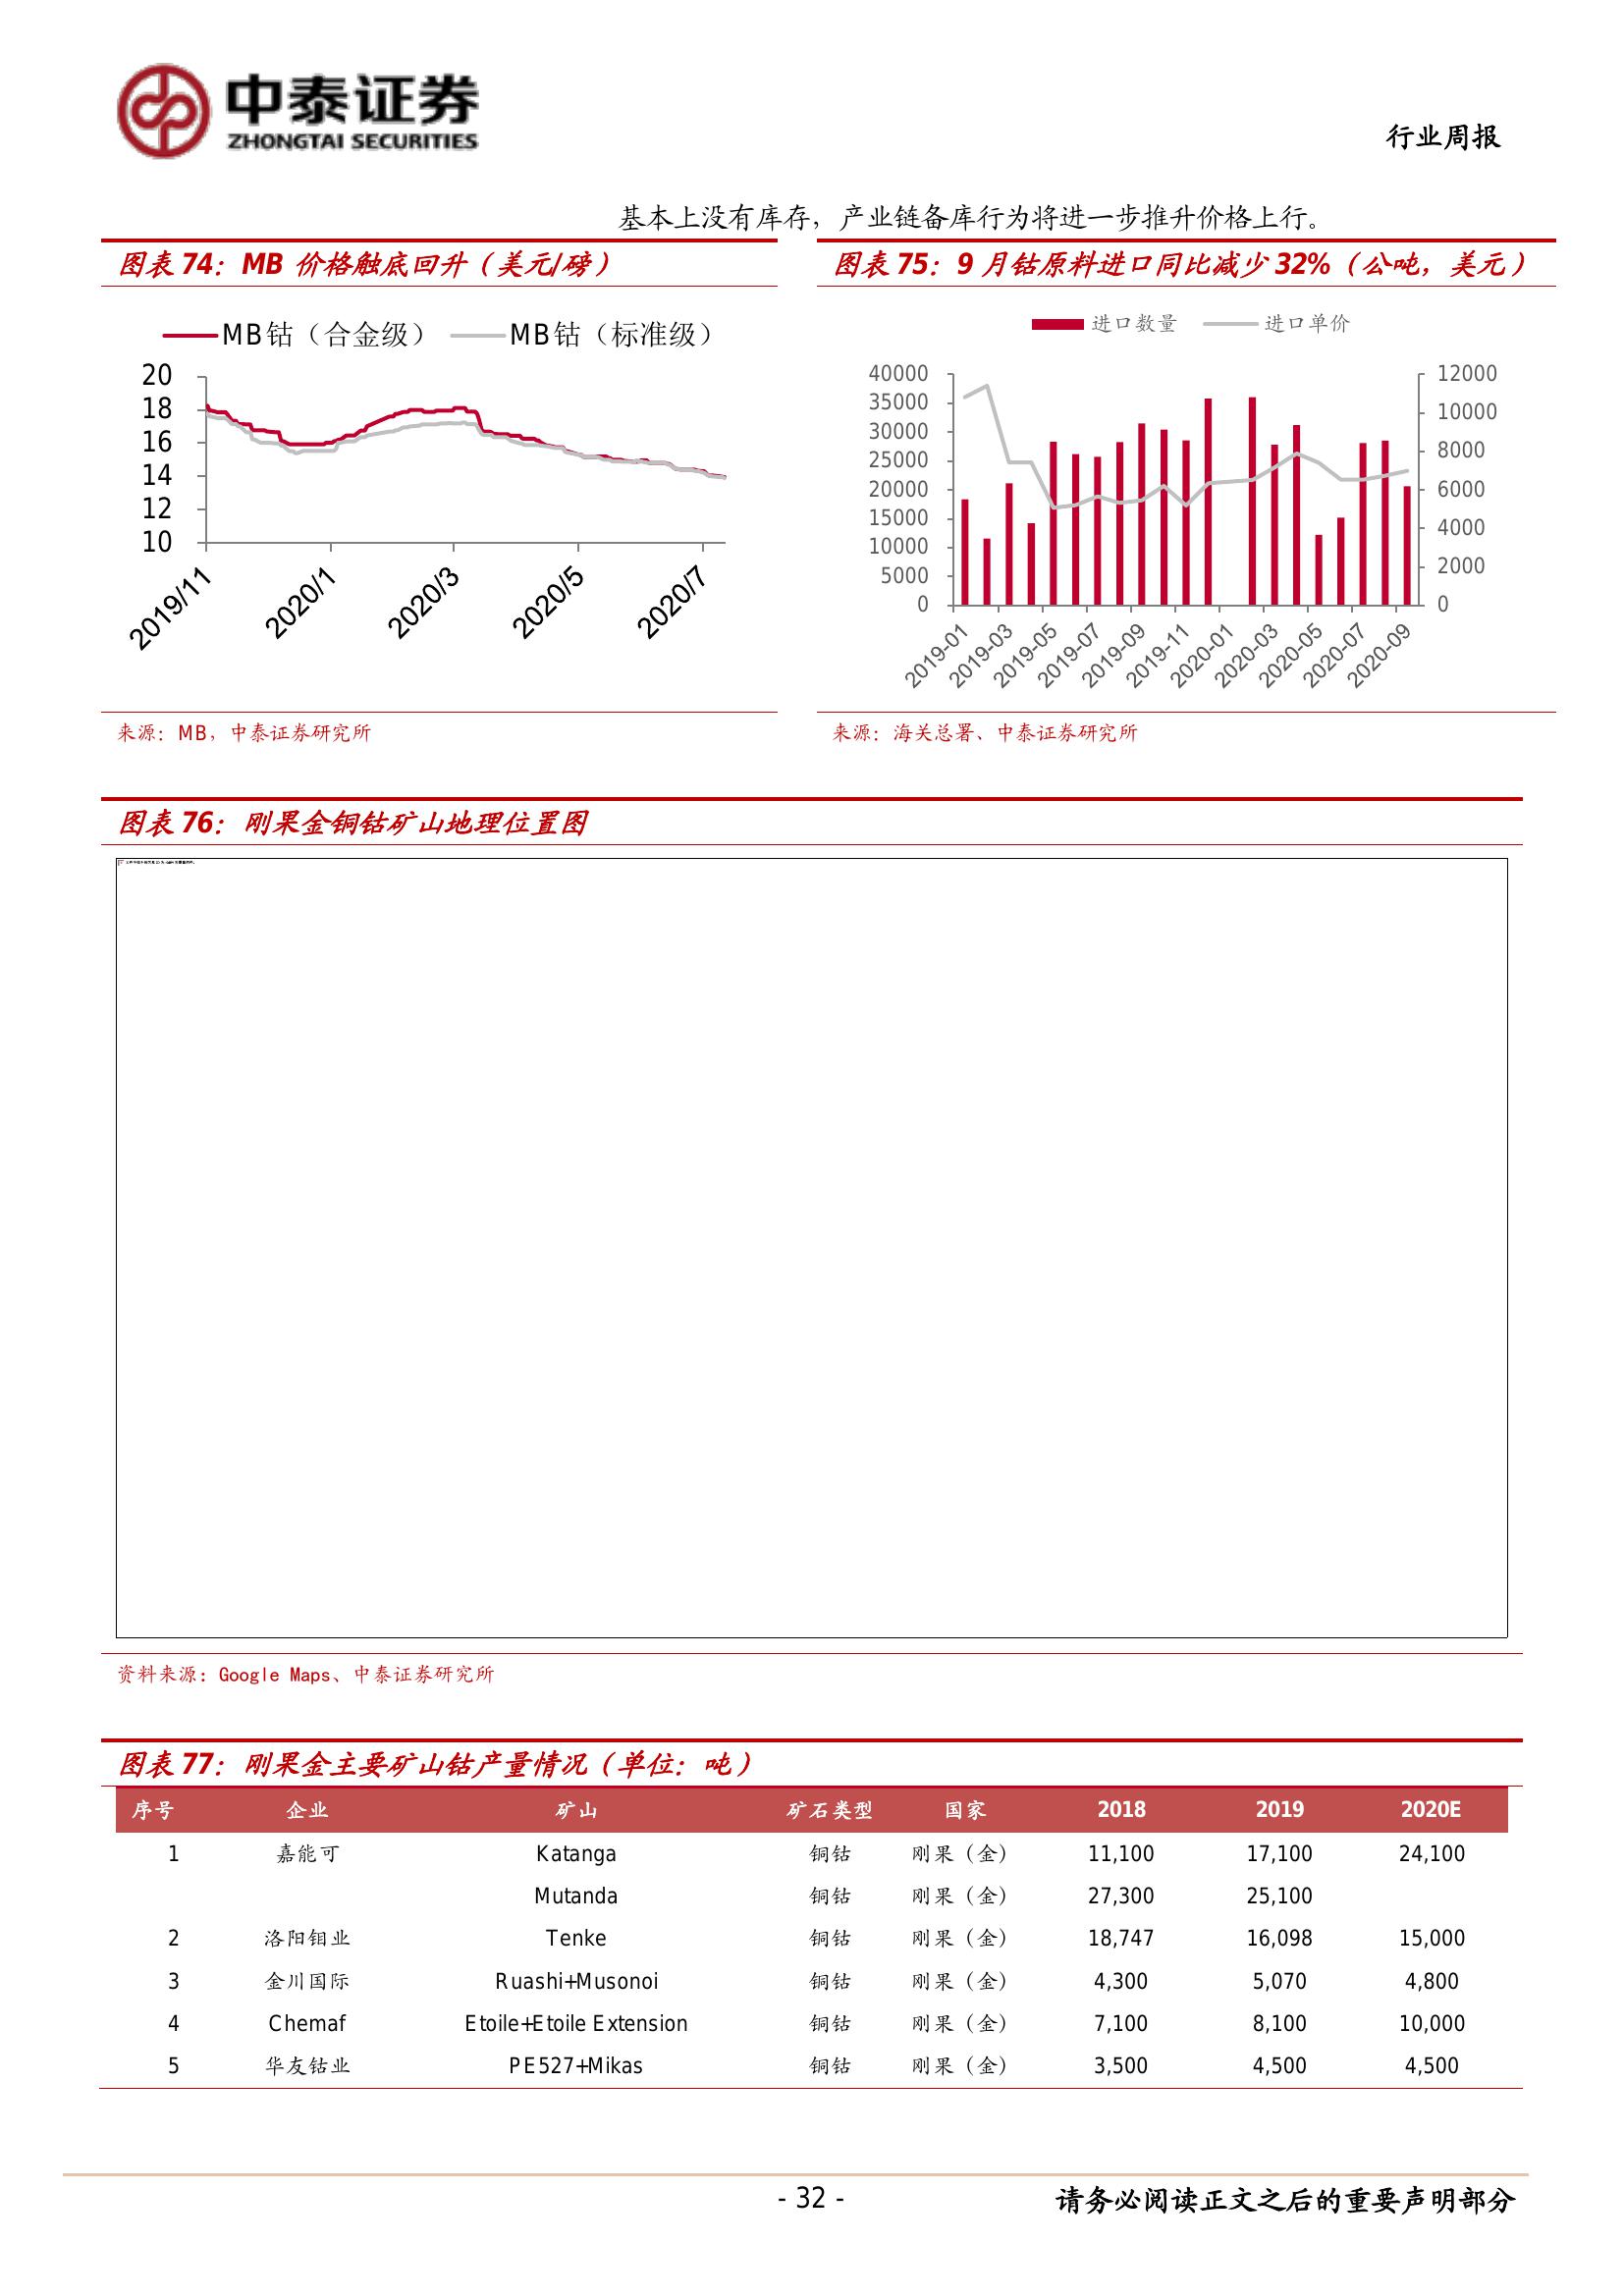 中泰证券
ZHONGTAI SECURITIES
行业周报
基本上没有库存，产业链备库行为将进一步推升价格上行。
图表 74：MB 价格触底回升（美元/磅）
MB钴（合金级） MB钴（标准级）
20
18
16
14
12
10
2019/11 2020/1 2020/3 2020/5 2020/7
来源：MB，中泰证券研究所
图表 75：9 月钴原料进口同比减少 32%（公吨，美元）
进口数量 进口单价
40000 12000
35000 10000
30000 8000
25000
20000 6000
15000 4000
10000
5000 2000
0 0
2019-01 2019-03 2019-05 2019-07 2019-09 2019-11 2020-01 2020-03 2020-05 2020-07 2020-09
来源：海关总署、中泰证券研究所
图表 76：刚果金铜钴矿山地理位置图
资料来源：Google Maps、中泰证券研究所
图表 77：刚果金主要矿山钴产量情况（单位：吨）
序号 企业 矿山 矿石类型 国家 2018 2019 2020E
1 嘉能可 Katanga 铜钴 刚果（金） 11,100 17,100 24,100
Mutanda 铜钴 刚果（金） 27,300 25,100
2 洛阳钼业 Tenke 铜钴 刚果（金） 18,747 16,098 15,000
3 金川国际 Ruashi+Musonoi 铜钴 刚果（金） 4,300 5,070 4,800
4 Chemaf Etoile+Etoile Extension 铜钴 刚果（金） 7,100 8,100 10,000
5 华友钴业 PE527+Mikas 铜钴 刚果（金） 3,500 4,500 4,500
- 32 -
请务必阅读正文之后的重要声明部分